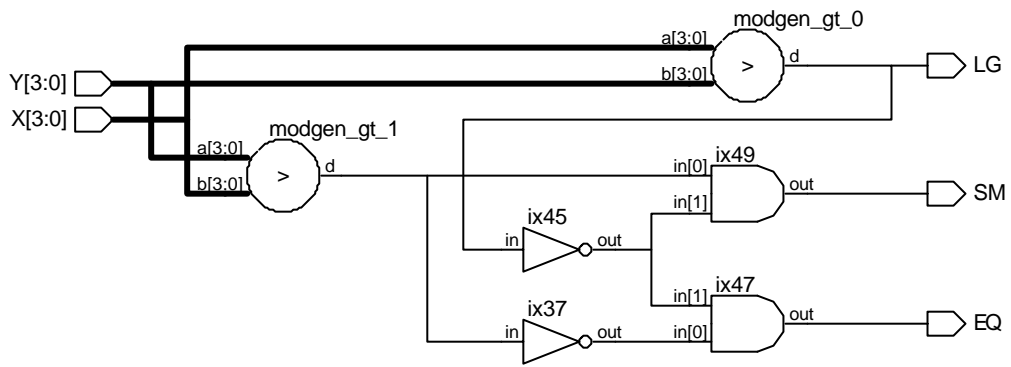 modgen_gt_0
a[3:0]
d
LG
Y[3:0]
b[3:0]
>
X[3:0]
modgen_gt_1
a[3:0]
d
ix49
>
in[0]
b[3:0]
out
SM
in[1]
ix45
in
out
ix47
in[1]
ix37
out
EQ
in
out
in[0]